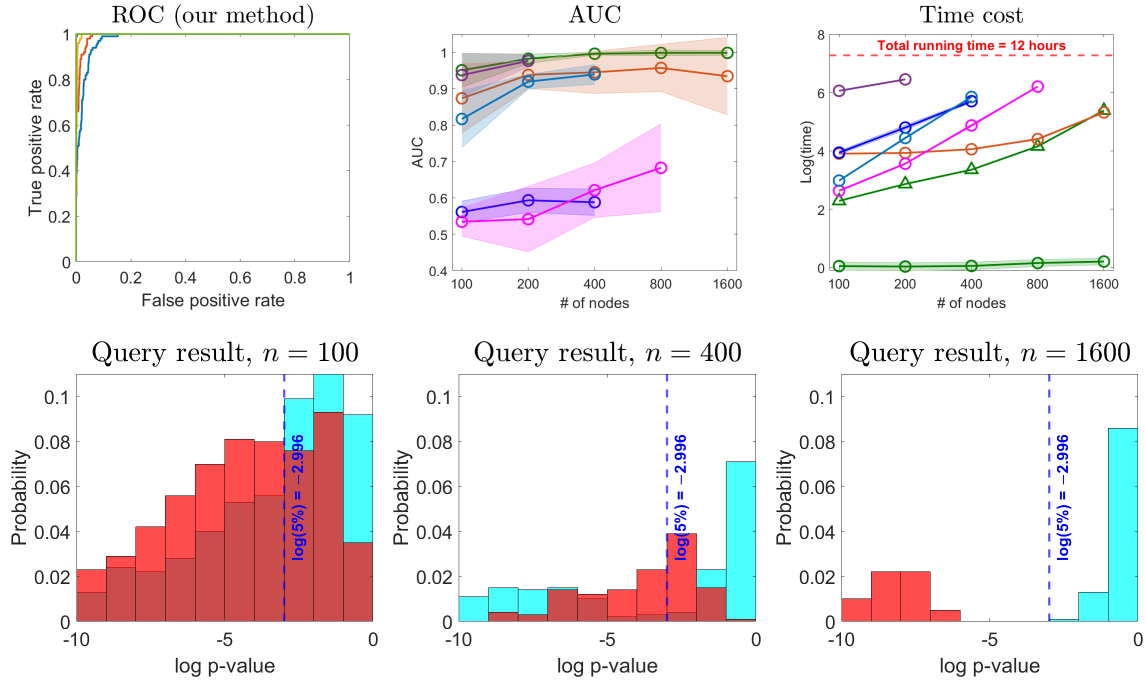 ROC (our method)
True positive rate
1
0.8
0.6
0.4
0.2
0
0 0.2 0.4 0.6 0.8 1
False positive rate
AUC
AUC
1
0.9
0.8
0.7
0.6
0.5
0.4
100 200 400 800 1600
# of nodes
Time cost
Log(time)
8
6
4
2
0
Total running time = 12 hours
100 200 400 800 1600
# of nodes
Query result, n = 100
Probability
0.1
0.08
0.06
0.04
0.02
0
log(5%) = −2.996
-10 -5 0
log p-value
Query result, n = 400
Probability
0.1
0.08
0.06
0.04
0.02
0
log(5%) = −2.996
-10 -5 0
log p-value
Query result, n = 1600
Probability
0.1
0.08
0.06
0.04
0.02
0
log(5%) = −2.996
-10 -5 0
log p-value